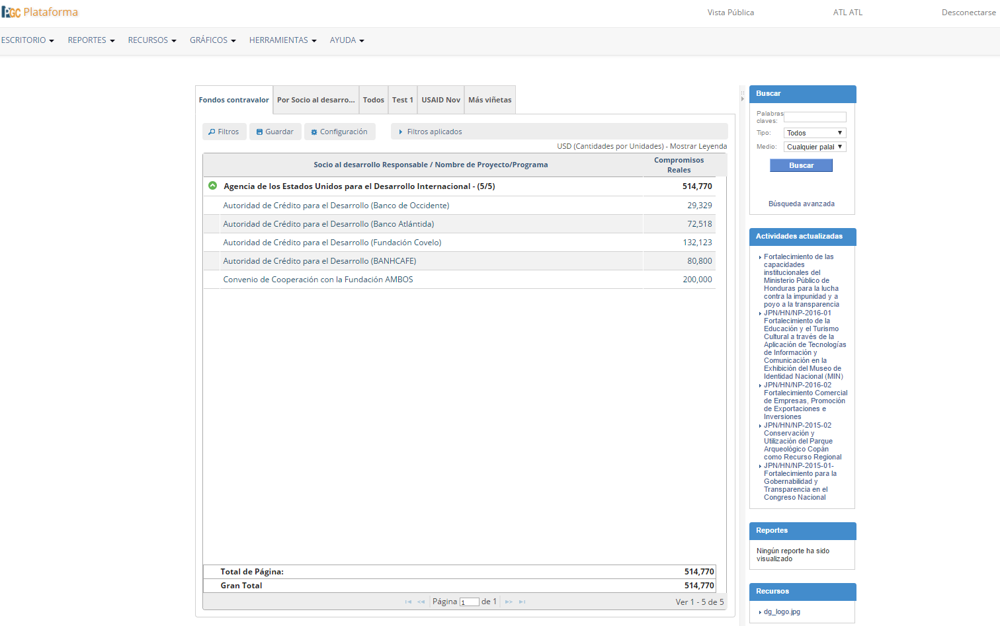 PGC Plataforma
Vista Pública
ATL ATL
Desconectarse
ESCRITORIO
REPORTES
RECURSOS
GRÁFICOS
HERRAMIENTAS
AYUDA
Fondos contravalor
Por Socio al desarro...
Todos
Test 1
USAID Nov
Más viñetas
Filtros
Guardar
Configuración
Filtros aplicados
USD (Cantidades por Unidades) - Mostrar Leyenda
Socio al desarrollo Responsable / Nombre de Proyecto/Programa
Compromisos
Reales
Agencia de los Estados Unidos para el Desarrollo Internacional - (5/5) 514,770
Autoridad de Crédito para el Desarrollo (Banco de Occidente) 29,329
Autoridad de Crédito para el Desarrollo (Banco Atlántida) 72,518
Autoridad de Crédito para el Desarrollo (Fundación Covelo) 132,123
Autoridad de Crédito para el Desarrollo (BANHCAFE) 80,800
Convenio de Cooperación con la Fundación AMBOS 200,000
Total de Página: 514,770
Gran Total 514,770
Página 1 de 1
Ver 1 - 5 de 5
Buscar
Palabras
claves:
Tipo: Todos
Medio: Cualquier palal
Buscar
Búsqueda avanzada
Actividades actualizadas
Fortalecimiento de las
capacidades
institucionales del
Ministerio Público de
Honduras para la lucha
contra la impunidad y a
poyo a la transparencia
JPN/HN/NP-2016-01
Fortalecimiento de la
Educación y el Turismo
Cultural a través de la
Aplicación de Tecnologías
de Información y
Comunicación en la
Exhibición del Museo de
Identidad Nacional (MIN)
JPN/HN/NP-2016-02
Fortalecimiento Comercial
de Empresas, Promoción
de Exportaciones e
Inversiones
JPN/HN/NP-2015-02
Conservación y
Utilización del Parque
Arqueológico Copán
como Recurso Regional
JPN/HN/NP-2015-01-
Fortalecimiento para la
Gobernabilidad y
Transparencia en el
Congreso Nacional
Reportes
Ningún reporte ha sido
visualizado
Recursos
dg_logo.jpg